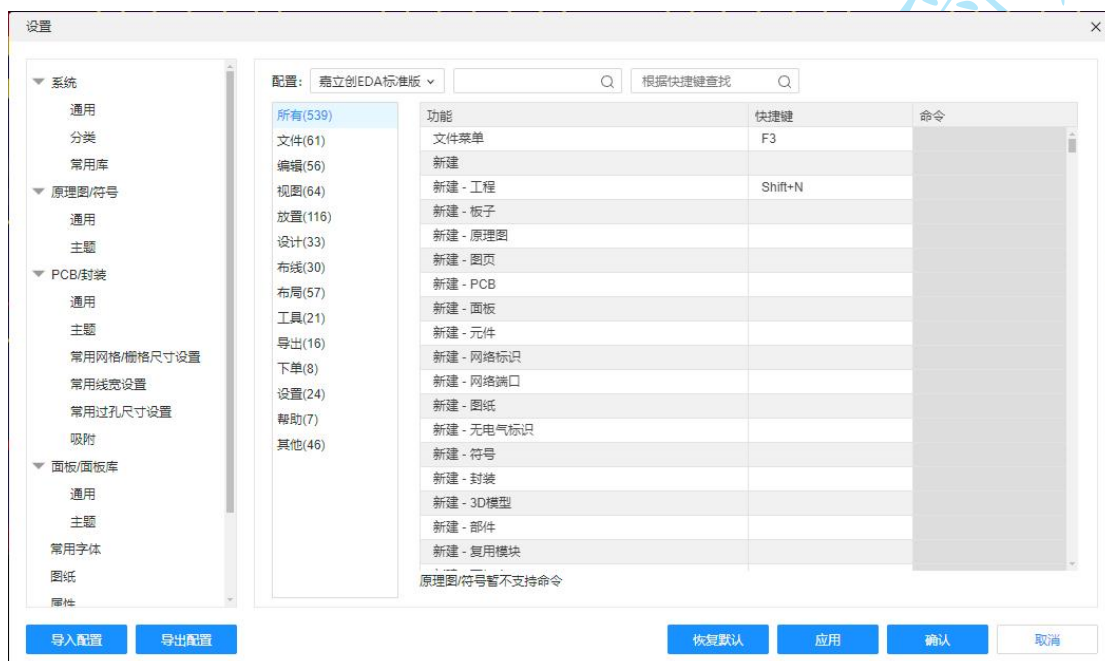 设置
系统
通用
分类
常用库
原理图/符号
通用
主题
PCB/封装
通用
主题
常用网格/栅格尺寸设置
常用线宽设置
常用过孔尺寸设置
吸附
面板/面板库
通用
主题
常用字体
图纸
属性
配置: 嘉立创EDA标准版 根据快捷键查找
所有(539)
文件(61)
编辑(56)
视图(64)
放置(116)
设计(33)
布线(30)
布局(57)
工具(21)
导出(16)
下单(8)
设置(24)
帮助(7)
其他(46)
功能 快捷键 命令
文件菜单 F3
新建
新建 - 工程 Shift+N
新建 - 板子
新建 - 原理图
新建 - 图页
新建 - PCB
新建 - 面板
新建 - 元件
新建 - 网络标识
新建 - 网络端口
新建 - 图纸
新建 - 无电气标识
新建 - 符号
新建 - 封装
新建 - 3D模型
新建 - 部件
新建 - 复用模块
原理图/符号暂不支持命令
导入配置 导出配置 恢复默认 应用 确认 取消